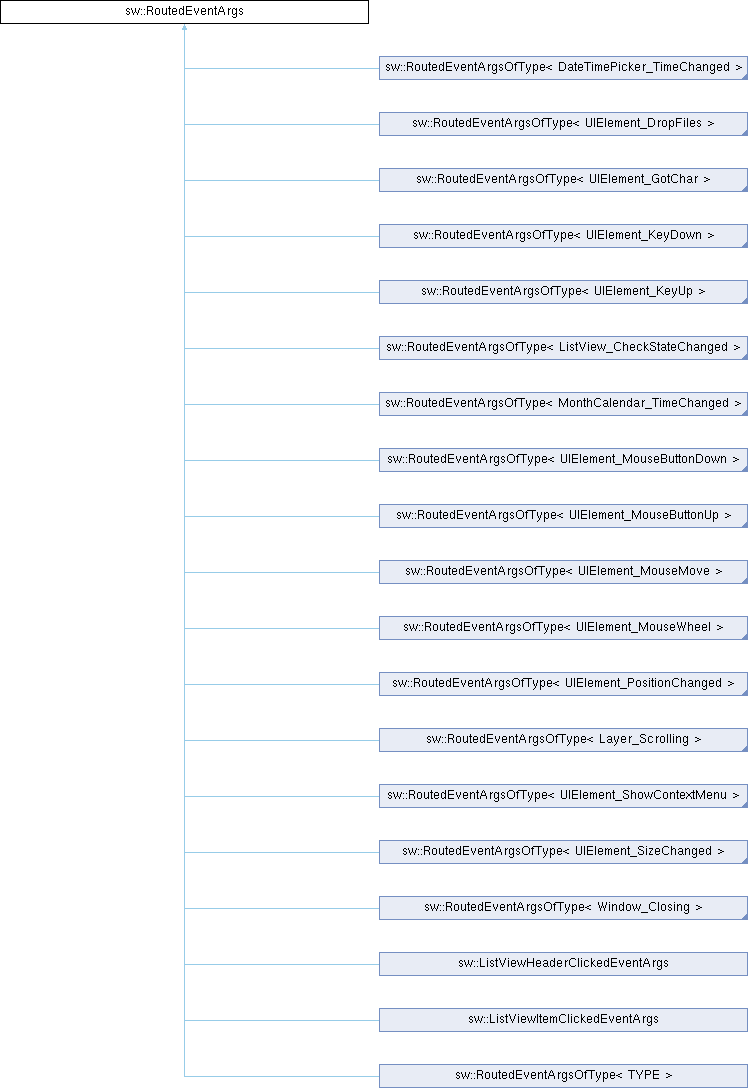 sw::RoutedEventArgs
sw::RoutedEventArgsOfType< DateTimePicker_TimeChanged >
sw::RoutedEventArgsOfType< UIElement_DropFiles >
sw::RoutedEventArgsOfType< UIElement_GotChar >
sw::RoutedEventArgsOfType< UIElement_KeyDown >
sw::RoutedEventArgsOfType< UIElement_KeyUp >
sw::RoutedEventArgsOfType< ListView_CheckStateChanged >
sw::RoutedEventArgsOfType< MonthCalendar_TimeChanged >
sw::RoutedEventArgsOfType< UIElement_MouseButtonDown >
sw::RoutedEventArgsOfType< UIElement_MouseButtonUp >
sw::RoutedEventArgsOfType< UIElement_MouseMove >
sw::RoutedEventArgsOfType< UIElement_MouseWheel >
sw::RoutedEventArgsOfType< UIElement_PositionChanged >
sw::RoutedEventArgsOfType< Layer_Scrolling >
sw::RoutedEventArgsOfType< UIElement_ShowContextMenu >
sw::RoutedEventArgsOfType< UIElement_SizeChanged >
sw::RoutedEventArgsOfType< Window_Closing >
sw::ListViewHeaderClickedEventArgs
sw::ListViewItemClickedEventArgs
sw::RoutedEventArgsOfType< TYPE >